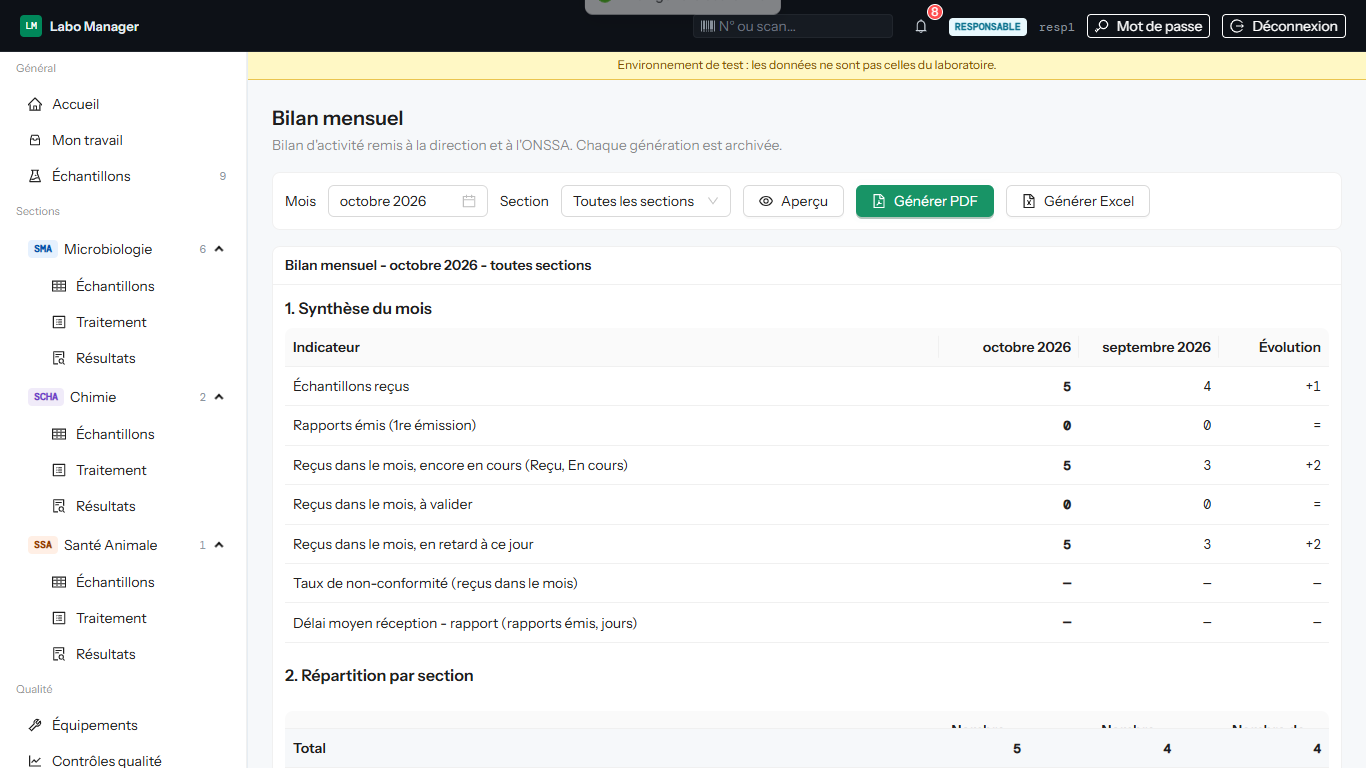 LM Labo Manager
N° ou scan...
8
RESPONSABLE
resp1
Mot de passe
Déconnexion
Environnement de test : les données ne sont pas celles du laboratoire.
Général
Accueil
Mon travail
Échantillons 9
Sections
SMA Microbiologie 6
Échantillons
Traitement
Résultats
SCHA Chimie 2
Échantillons
Traitement
Résultats
SSA Santé Animale 1
Échantillons
Traitement
Résultats
Qualité
Équipements
Contrôles qualité
Bilan mensuel
Bilan d'activité remis à la direction et à l'ONSSA. Chaque génération est archivée.
Mois octobre 2026 Section Toutes les sections Aperçu Générer PDF Générer Excel
Bilan mensuel - octobre 2026 - toutes sections
1. Synthèse du mois
Indicateur octobre 2026 septembre 2026 Évolution
Échantillons reçus 5 4 +1
Rapports émis (1re émission) 0 0 =
Reçus dans le mois, encore en cours (Reçu, En cours) 5 3 +2
Reçus dans le mois, à valider 0 0 =
Reçus dans le mois, en retard à ce jour 5 3 +2
Taux de non-conformité (reçus dans le mois) – – –
Délai moyen réception - rapport (rapports émis, jours) – – –
2. Répartition par section
Total 5 4 4